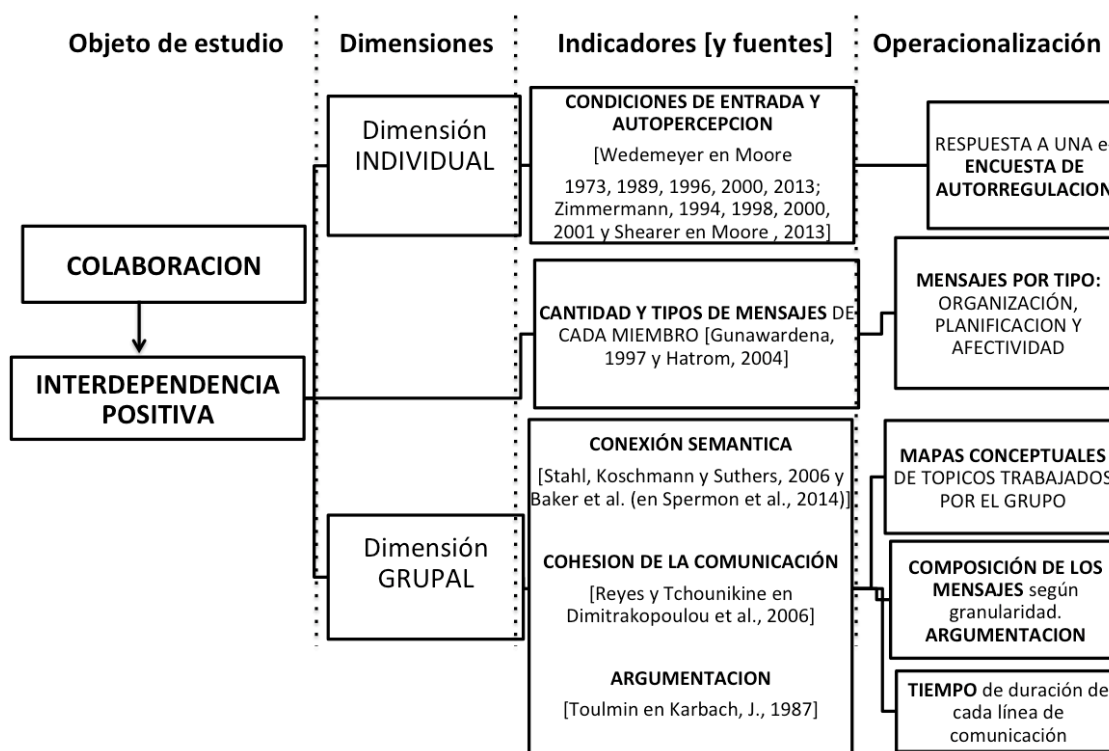 Objeto de estudio
Dimensiones
Indicadores [y fuentes]
Operacionalización
COLABORACION
INTERDEPENDENCIA
POSITIVA
Dimensión
INDIVIDUAL
Dimensión
GRUPAL
CONDICIONES DE ENTRADA Y
AUTOPERCEPCION
[Wedemeyer en Moore
1973, 1989, 1996, 2000, 2013;
Zimmermann, 1994, 1998, 2000,
2001 y Shearer en Moore , 2013]
CANTIDAD Y TIPOS DE MENSAJES DE
CADA MIEMBRO [Gunawardena,
1997 y Hatrom, 2004]
CONEXIÓN SEMANTICA
[Stahl, Koschmann y Suthers, 2006 y
Baker et al. (en Spermon et al., 2014)]
COHESION DE LA COMUNICACIÓN
[Reyes y Tchounikine en
Dimitrakopoulou et al., 2006]
ARGUMENTACION
[Toulmin en Karbach, J., 1987]
RESPUESTA A UNA e-
ENCUESTA DE
AUTORREGULACION
MENSAJES POR TIPO:
ORGANIZACIÓN,
PLANIFICACION Y
AFECTIVIDAD
MAPAS CONCEPTUALES
DE TOPICOS TRABAJADOS
POR EL GRUPO
COMPOSICIÓN DE LOS
MENSAJES según
granularidad.
ARGUMENTACION
TIEMPO de duración de
cada línea de
comunicación